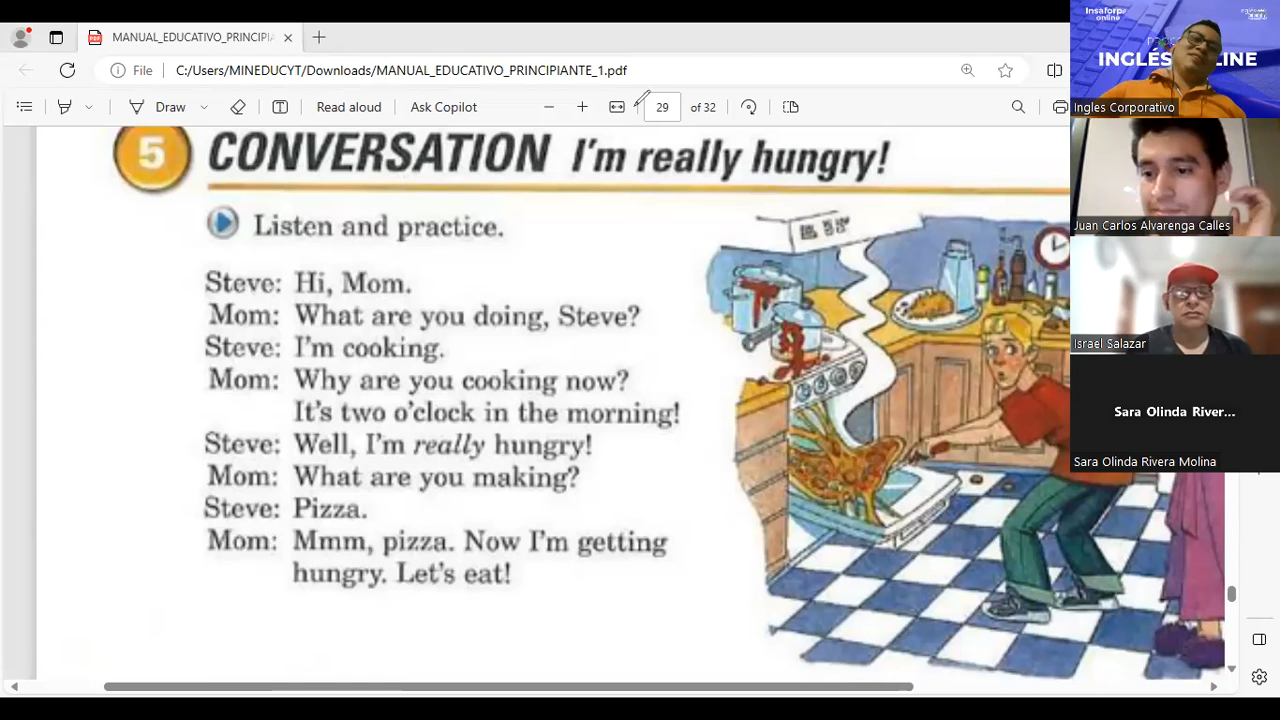 MANUAL_EDUCATIVO_PRINCIPIA
File C:/Users/MINEDUCYT/Downloads/MANUAL_EDUCATIVO_PRINCIPIANTE_1.pdf
Draw Read aloud Ask Copilot 29 of 32
5 CONVERSATION I'm really hungry!
Listen and practice.
Steve: Hi, Mom.
Mom: What are you doing, Steve?
Steve: I'm cooking.
Mom: Why are you cooking now?
It's two o'clock in the morning!
Steve: Well, I'm really hungry!
Mom: What are you making?
Steve: Pizza.
Mom: Mmm, pizza. Now I'm getting
hungry. Let's eat!
Insaforp
online
INGLÉS ONLINE
Ingles Corporativo
Juan Carlos Alvarenga Calles
Israel Salazar
Sara Olinda River...
Sara Olinda Rivera Molina